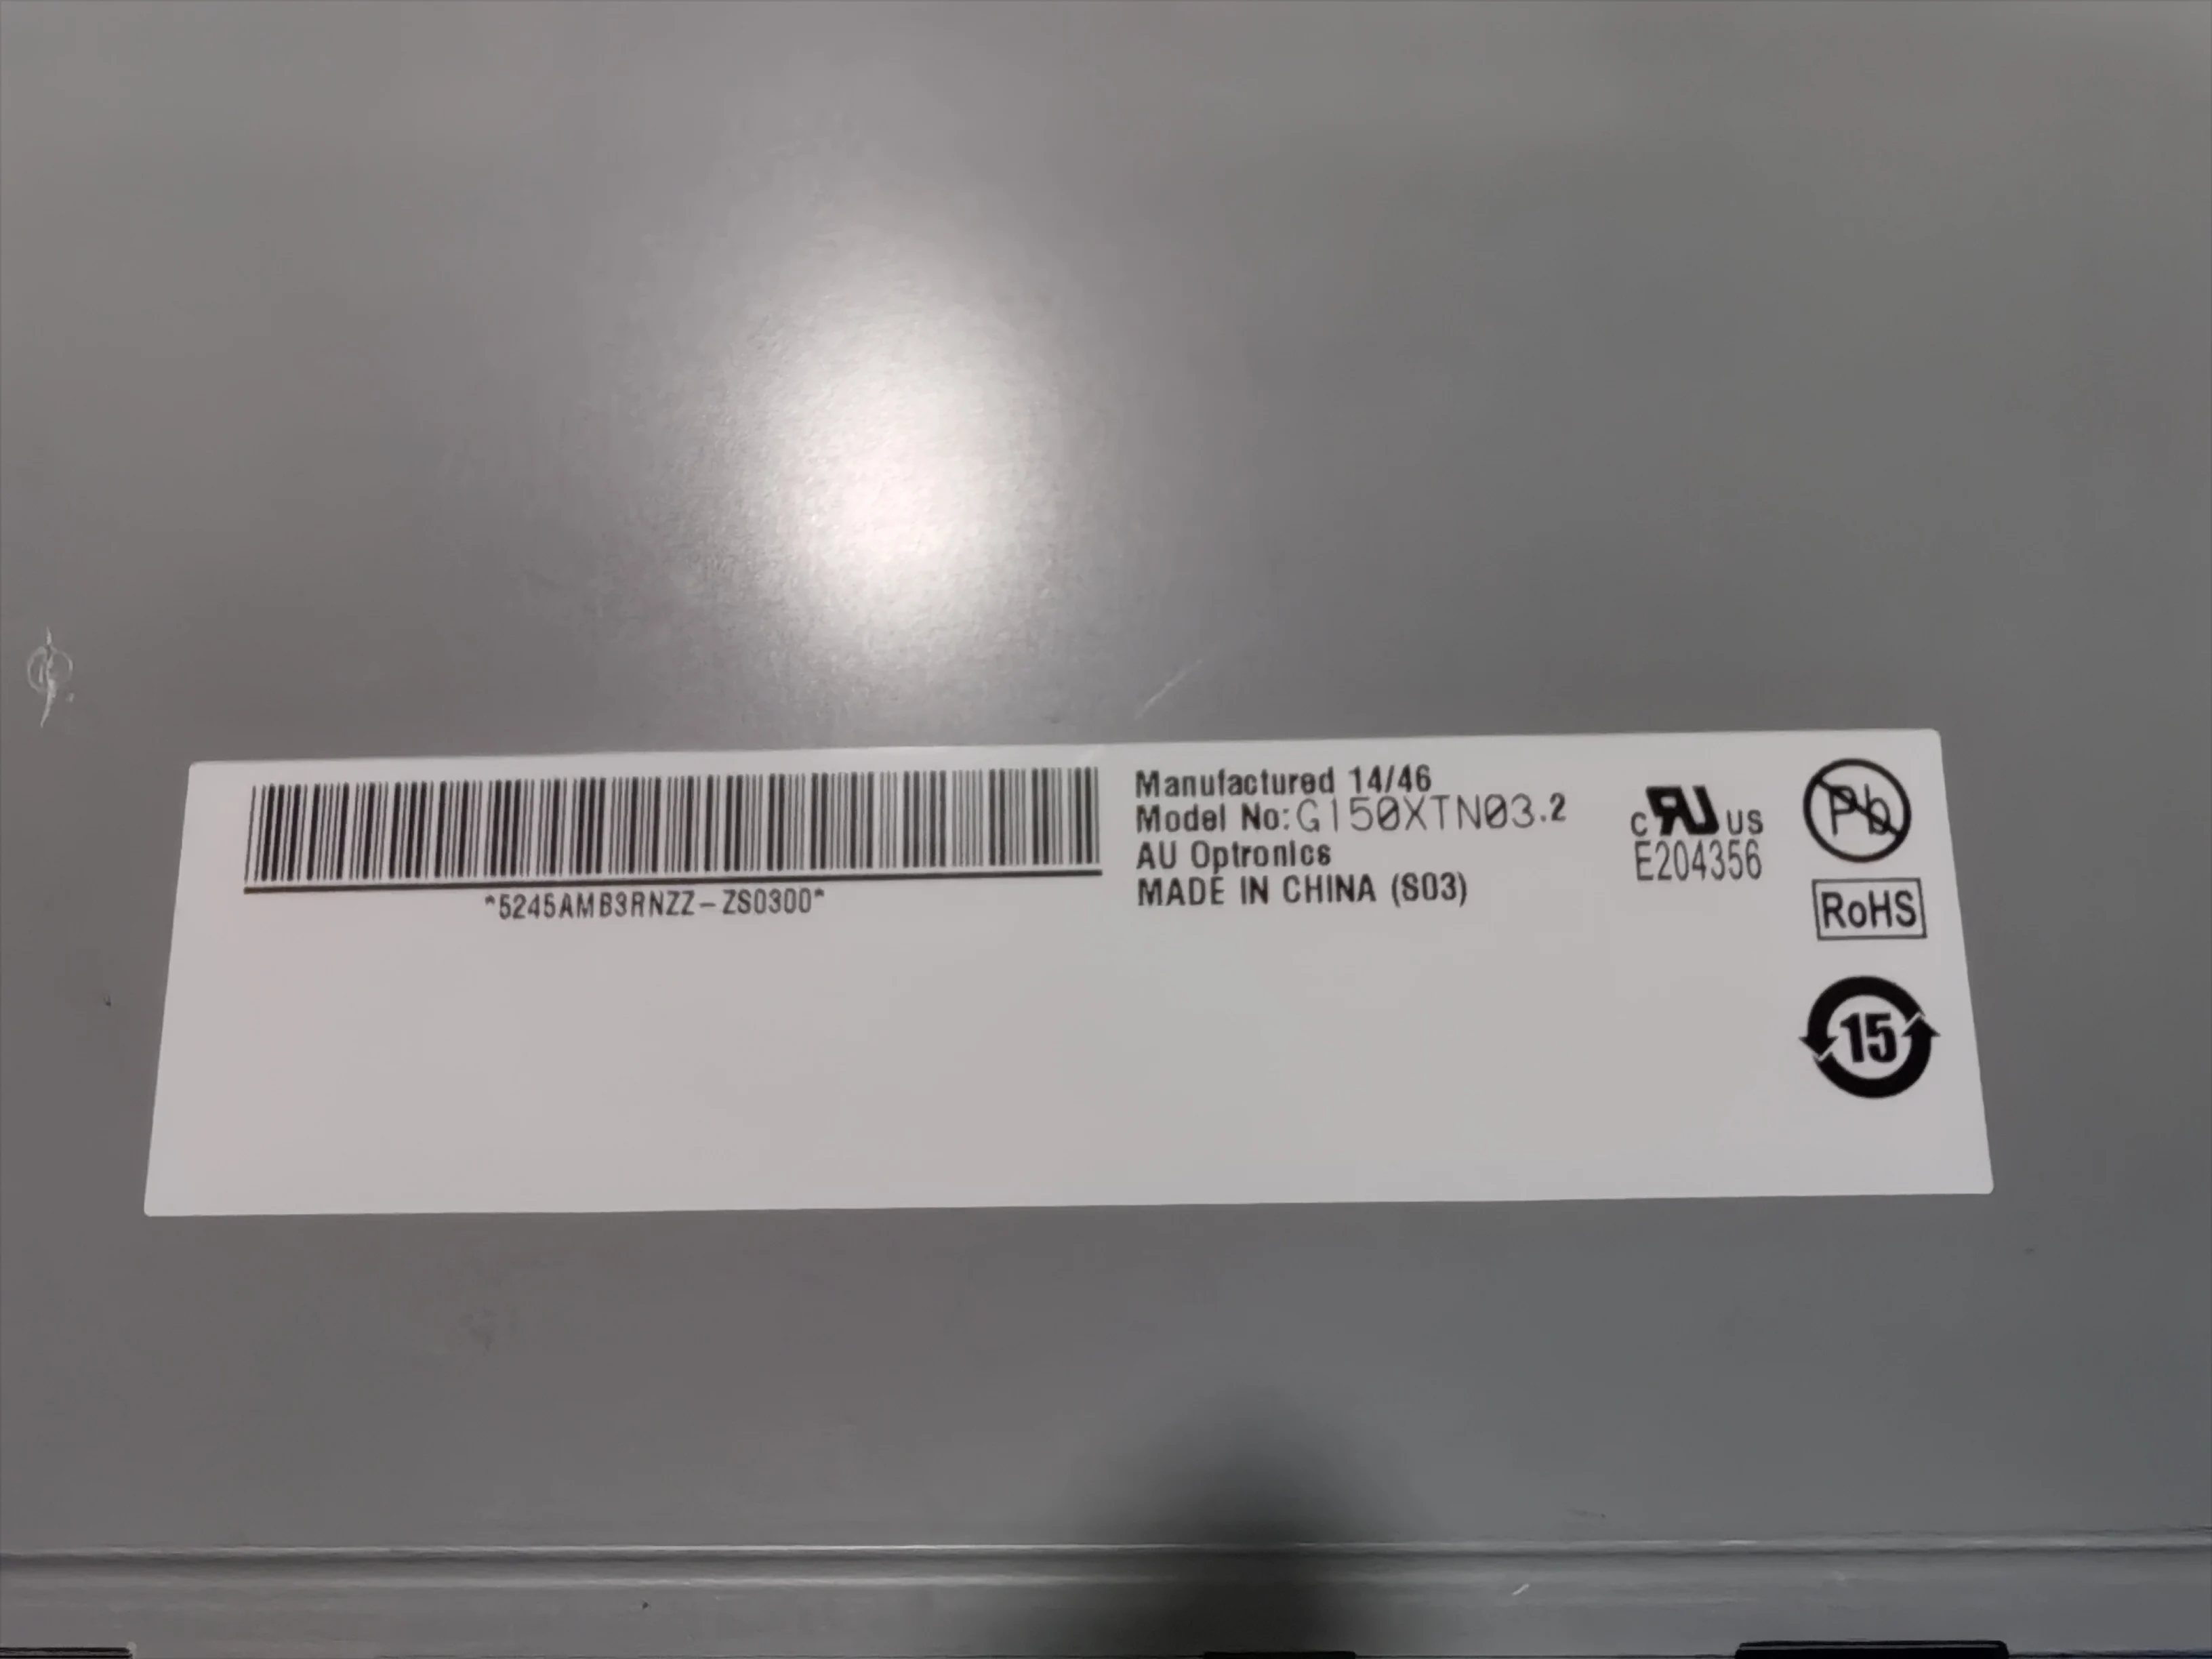 *5245AMB3RNZZ-ZS0300*
Manufactured 14/46
Model No:G150XTN03.2
AU Optronics
MADE IN CHINA (S03)
c RU US
E204356
Pb
RoHS
15